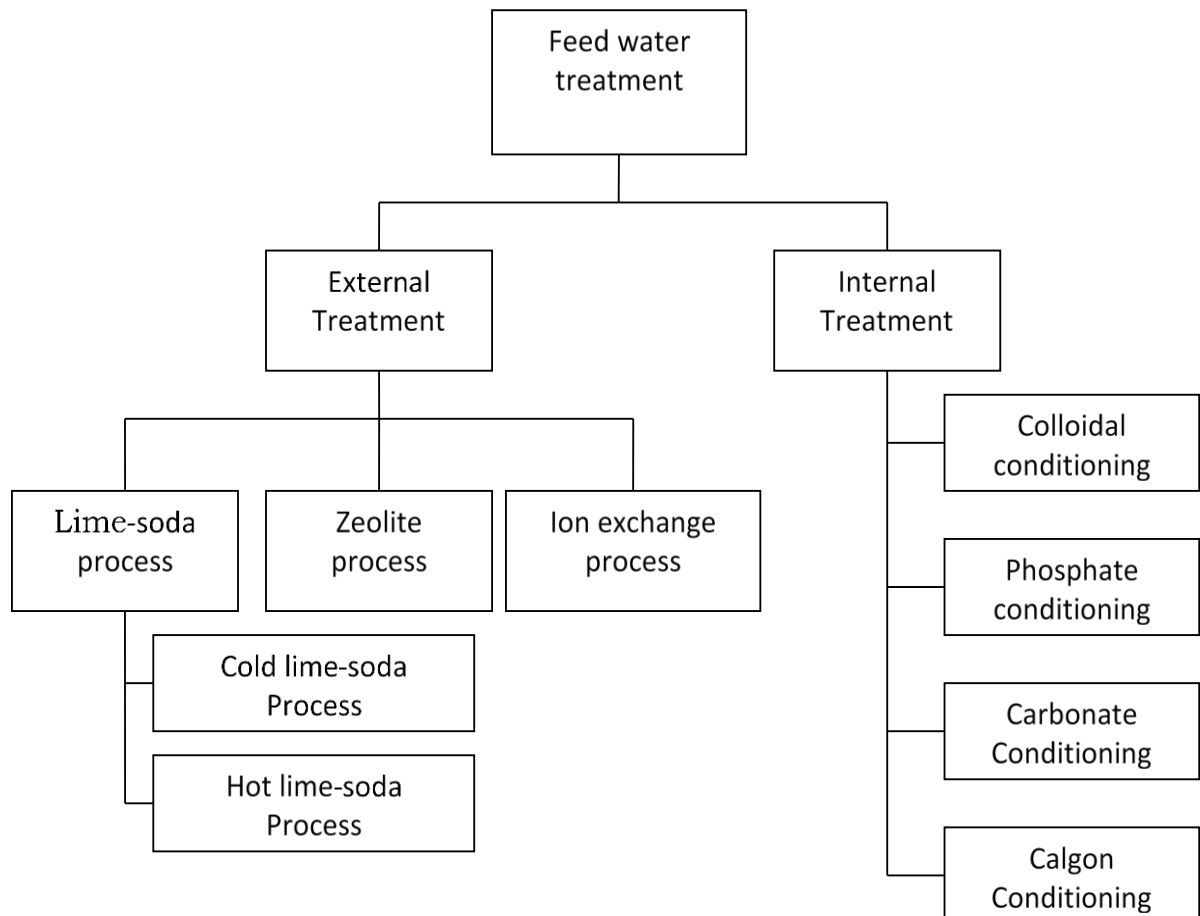 Feed water
treatment
External
Treatment
Internal
Treatment
Lime-soda
process
Zeolite
process
Ion exchange
process
Cold lime-soda
Process
Hot lime-soda
Process
Colloidal
conditioning
Phosphate
conditioning
Carbonate
Conditioning
Calgon
Conditioning